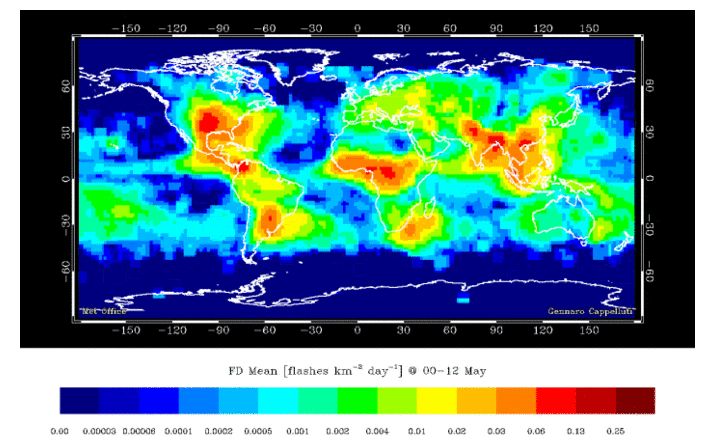 −150 −120 −90 −60 −30 0 30 60 90 120 150
60 60
30 30
0 0
−30 −30
−60 −60
Met Office Gennaro Cappelluti
−150 −120 −90 −60 −30 0 30 60 90 120 150
FD Mean [flashes km⁻² day⁻¹] @ 00−12 May
0.00 0.00003 0.00006 0.0001 0.0002 0.0005 0.001 0.002 0.004 0.01 0.02 0.03 0.06 0.13 0.25